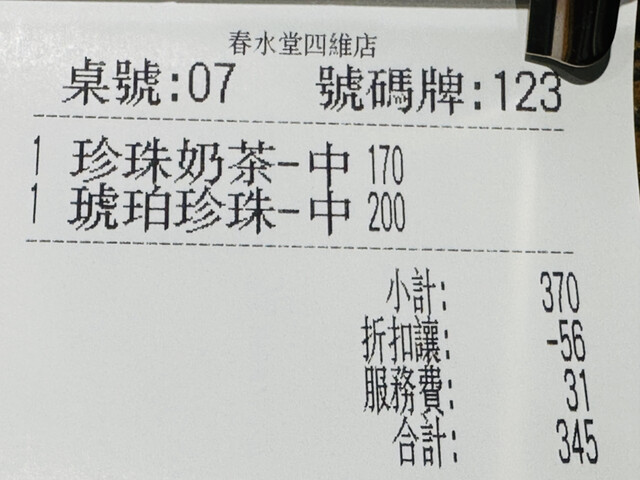 春水堂四維店
桌號:07 號碼牌:123
1 珍珠奶茶-中 170
1 琥珀珍珠-中 200
小計: 370
折扣讓: -56
服務費: 31
合計: 345